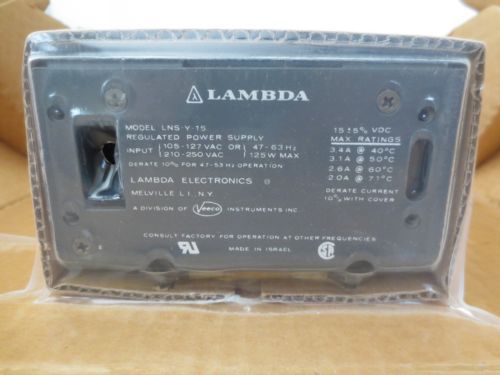 LAMBDA
MODEL LNS-Y-15
REGULATED POWER SUPPLY
INPUT 105-127 VAC OR 47-63 HZ
210-250 VAC 125W MAX
DERATE 10% FOR 47-53 HZ OPERATION
LAMBDA ELECTRONICS ®
MELVILLE L.I., N.Y.
A DIVISION OF Veeco INSTRUMENTS INC.
15 ±5% VDC
MAX RATINGS
3.4A @ 40°C
3.1A @ 50°C
2.6A @ 60°C
2.0A @ 71°C
DERATE CURRENT
10% WITH COVER
CONSULT FACTORY FOR OPERATION AT OTHER FREQUENCIES
MADE IN ISRAEL